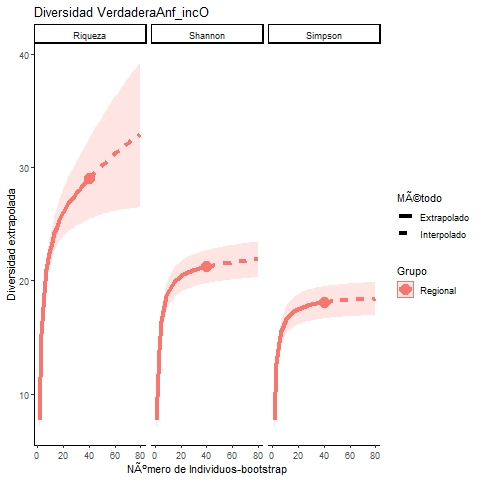 Diversidad VerdaderaAnf_incO
Riqueza
Shannon
Simpson
40
30
20
10
Diversidad extrapolada
0 20 40 60 80
0 20 40 60 80
0 20 40 60 80
NÃºmero de Individuos-bootstrap
MÃ©todo
Extrapolado
Interpolado
Grupo
Regional